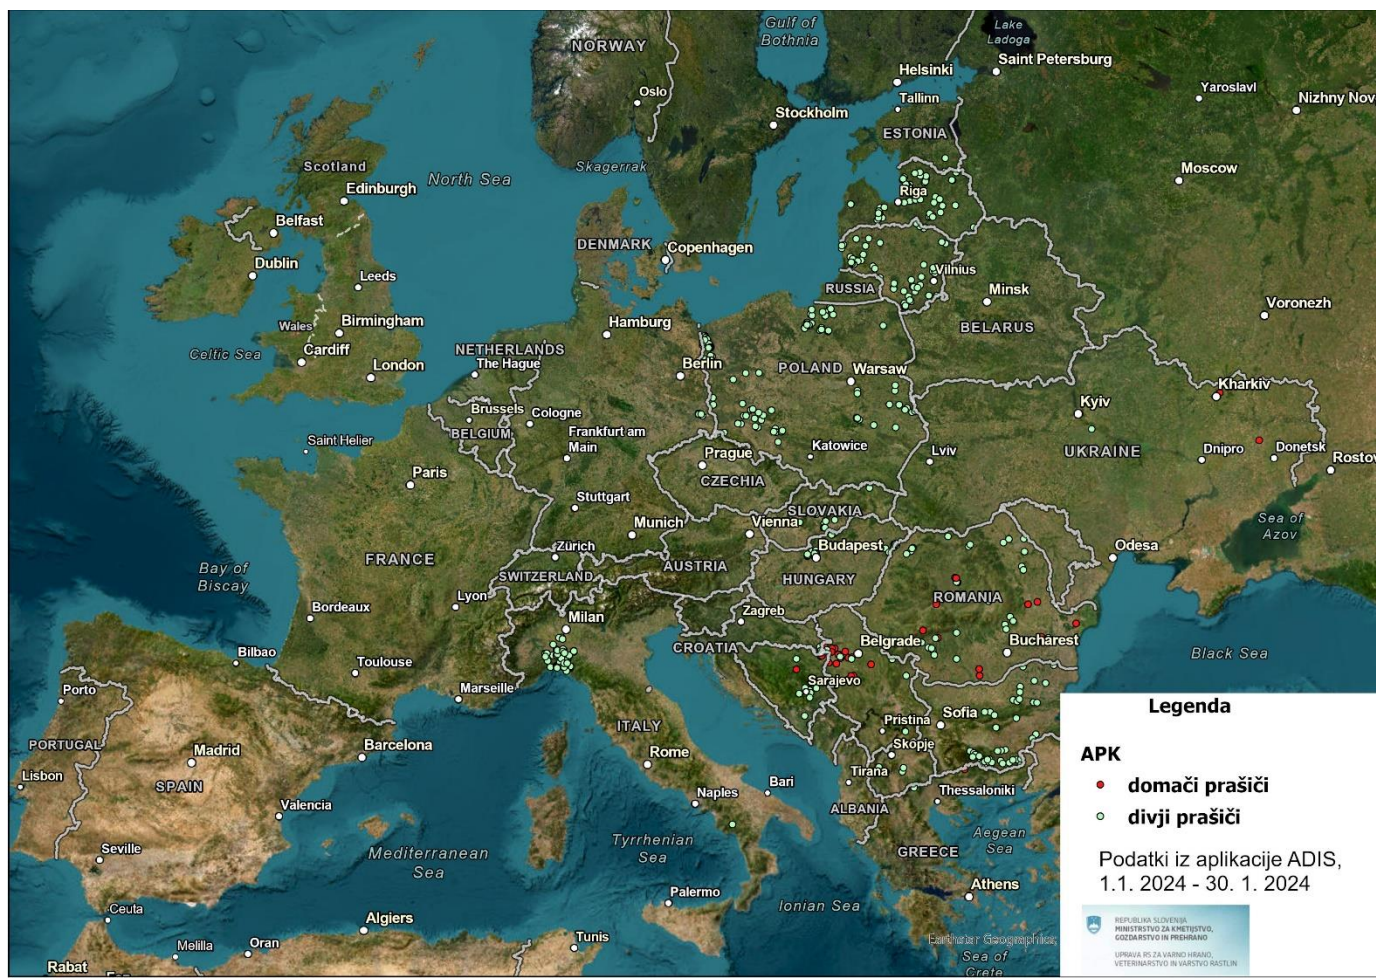 NORWAY
Gulf of
Bothnia
Lake
Ladoga
Helsinki
Saint Petersburg
Oslo
Tallinn
Yaroslavl
Nizhny Nov
Stockholm
ESTONIA
Scotland
Skagerrak
Moscow
North Sea
Edinburgh
Riga
Belfast
DENMARK
Copenhagen
Dublin
Leeds
Vilnius
RUSSIA
Minsk
Voronezh
Wales
Birmingham
Hamburg
BELARUS
Celtic Sea
Cardiff
NETHERLANDS
The Hague
London
Berlin
POLAND
Warsaw
Kharkiv
Brussels
Cologne
Kyiv
BELGIUM
Frankfurt am
Main
Saint Helier
Katowice
Lviv
UKRAINE
Dnipro
Donetsk
Rostov
Prague
Paris
CZECHIA
Stuttgart
SLOVAKIA
Sea of
Azov
Munich
Vienna
Budapest
Odesa
Zürich
FRANCE
AUSTRIA
Bay of
Biscay
SWITZERLAND
HUNGARY
Lyon
ROMANIA
Bordeaux
Zagreb
Milan
Belgrade
Bucharest
CROATIA
Bilbao
Toulouse
Black Sea
Sarajevo
Porto
Marseille
Sofia
Pristina
ITALY
PORTUGAL
Madrid
Barcelona
Rome
Skopje
Lisbon
SPAIN
Bari
Tirana
Naples
Thessaloniki
Valencia
ALBANIA
Seville
Mediterranean
Sea
Tyrrhenian
Sea
Aegean
Sea
GREECE
Athens
Palermo
Ionian Sea
Ceuta
Algiers
Melilla
Oran
Tunis
Earthstar Geographics
Sea of
Crete
Rabat
Legenda
APK
domači prašiči
divji prašiči
Podatki iz aplikacije ADIS,
1.1. 2024 - 30. 1. 2024
REPUBLIKA SLOVENIJA
MINISTRSTVO ZA KMETIJSTVO,
GOZDARSTVO IN PREHRANO
UPRAVA RS ZA VARNO HRANO,
VETERINARSTVO IN VARSTVO RASTLIN